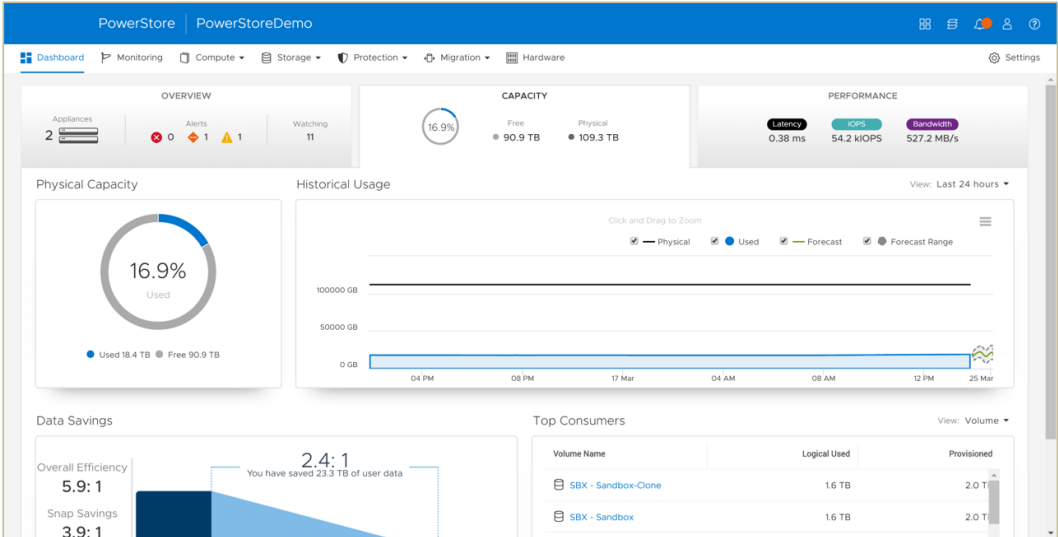 PowerStore | PowerStoreDemo
Dashboard Monitoring Compute Storage Protection Migration Hardware Settings
OVERVIEW
Appliances
2
Alerts
0 1 1
Watching
11
CAPACITY
16.9%
Free
90.9 TB
Physical
109.3 TB
PERFORMANCE
Latency IOPS Bandwidth
0.38 ms 54.2 kIOPS 527.2 MB/s
Physical Capacity
16.9%
Used
Used 18.4 TB Free 90.9 TB
Historical Usage
View: Last 24 hours
Click and Drag to Zoom
Physical Used Forecast Forecast Range
100000 GB
50000 GB
0 GB
04 PM 08 PM 17 Mar 04 AM 08 AM 12 PM 25 Mar
Data Savings
Overall Efficiency
5.9: 1
Snap Savings
3.9: 1
2.4: 1
You have saved 23.3 TB of user data
Top Consumers
View: Volume
Volume Name Logical Used Provisioned
SBX - Sandbox-Clone 1.6 TB 2.0
SBX - Sandbox 1.6 TB 2.0